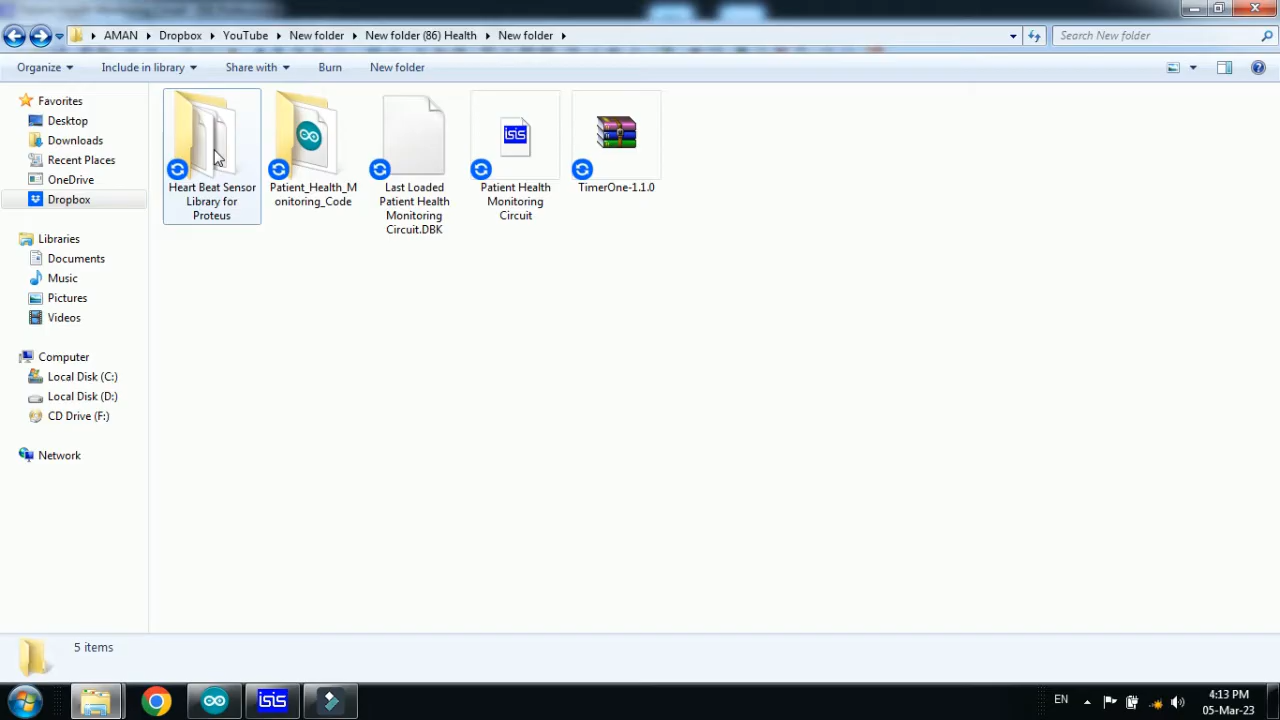 AMAN Dropbox YouTube New folder New folder (86) Health New folder
Search New folder
Organize Include in library Share with Burn New folder
Favorites
Desktop
Downloads
Recent Places
OneDrive
Dropbox
Libraries
Documents
Music
Pictures
Videos
Computer
Local Disk (C:)
Local Disk (D:)
CD Drive (F:)
Network
Heart Beat Sensor
Library for
Proteus
Patient_Health_M
onitoring_Code
Last Loaded
Patient Health
Monitoring
Circuit.DBK
isis
Patient Health
Monitoring
Circuit
TimerOne-1.1.0
5 items
isis
EN
4:13 PM
05-Mar-23